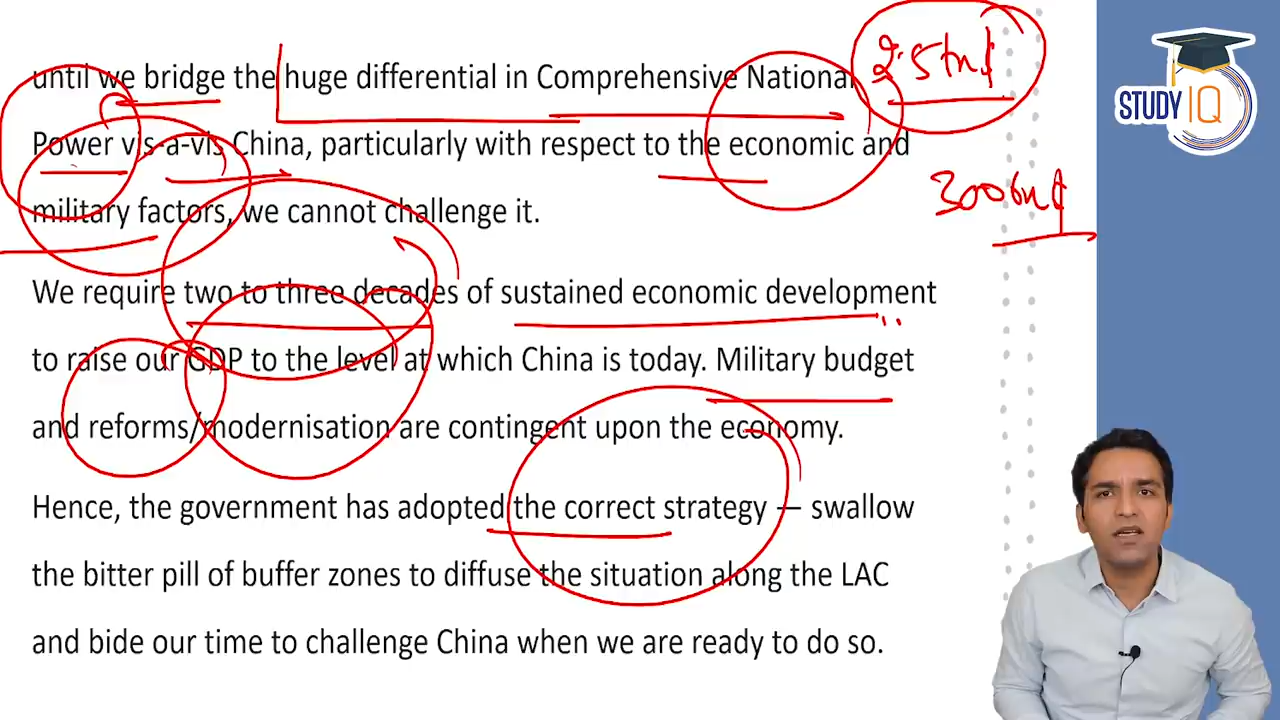 until we bridge the huge differential in Comprehensive National
Power vis-a-vis China, particularly with respect to the economic and
military factors, we cannot challenge it.
We require two to three decades of sustained economic development
to raise our GDP to the level at which China is today. Military budget
and reforms/modernisation are contingent upon the economy.
Hence, the government has adopted the correct strategy — swallow
the bitter pill of buffer zones to diffuse the situation along the LAC
and bide our time to challenge China when we are ready to do so.
2.5tn$
300bn$
STUDY IQ